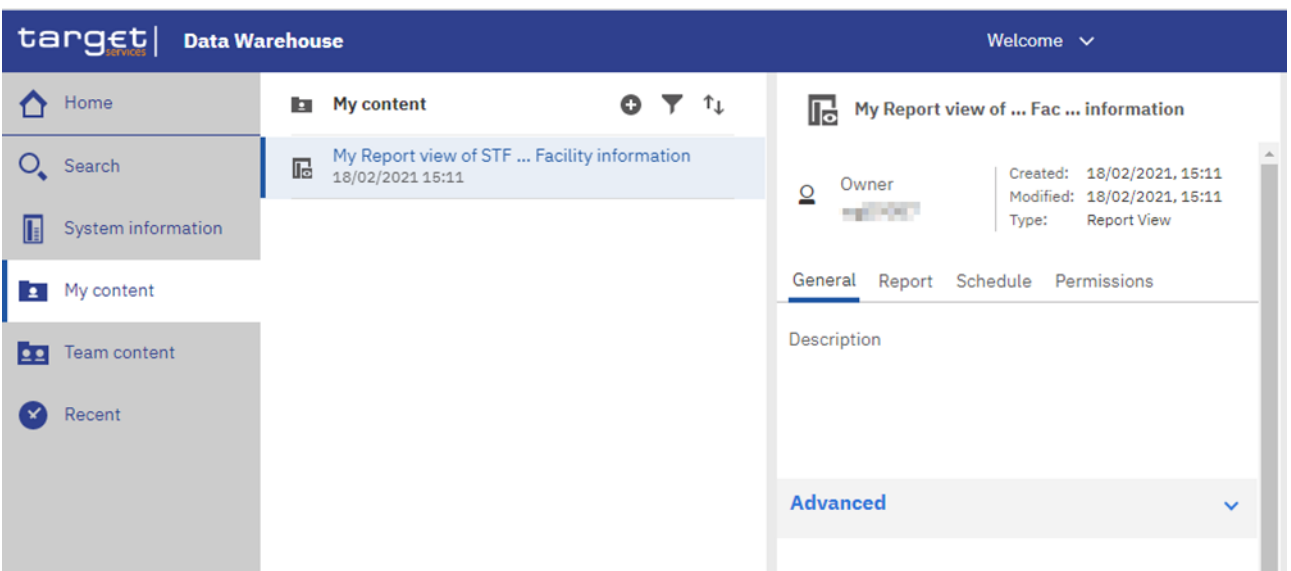 target services Data Warehouse
Welcome
Home
Search
System information
My content
Team content
Recent
My content
My Report view of STF ... Facility information
18/02/2021 15:11
My Report view of ... Fac ... information
Owner
Created: 18/02/2021, 15:11
Modified: 18/02/2021, 15:11
Type: Report View
General Report Schedule Permissions
Description
Advanced